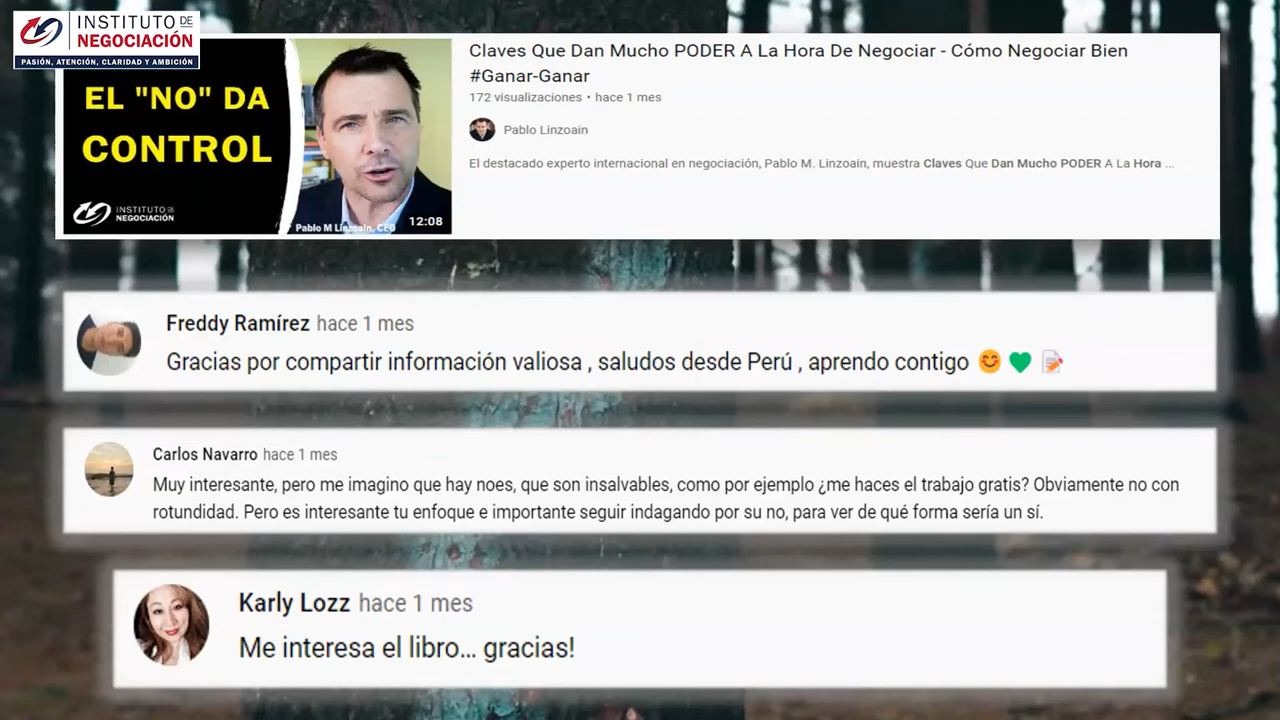 INSTITUTO DE
NEGOCIACIÓN
PASIÓN, ATENCIÓN, CLARIDAD Y AMBICIÓN
EL "NO" DA
CONTROL
INSTITUTO DE
NEGOCIACIÓN
Pablo M Linzoain, CEO
12:08
Claves Que Dan Mucho PODER A La Hora De Negociar - Cómo Negociar Bien
#Ganar-Ganar
172 visualizaciones • hace 1 mes
Pablo Linzoain
El destacado experto internacional en negociación, Pablo M. Linzoain, muestra Claves Que Dan Mucho PODER A La Hora ...
Freddy Ramírez hace 1 mes
Gracias por compartir información valiosa , saludos desde Perú , aprendo contigo 😊 💚 📝
Carlos Navarro hace 1 mes
Muy interesante, pero me imagino que hay noes, que son insalvables, como por ejemplo ¿me haces el trabajo gratis? Obviamente no con
rotundidad. Pero es interesante tu enfoque e importante seguir indagando por su no, para ver de qué forma sería un sí.
Karly Lozz hace 1 mes
Me interesa el libro... gracias!